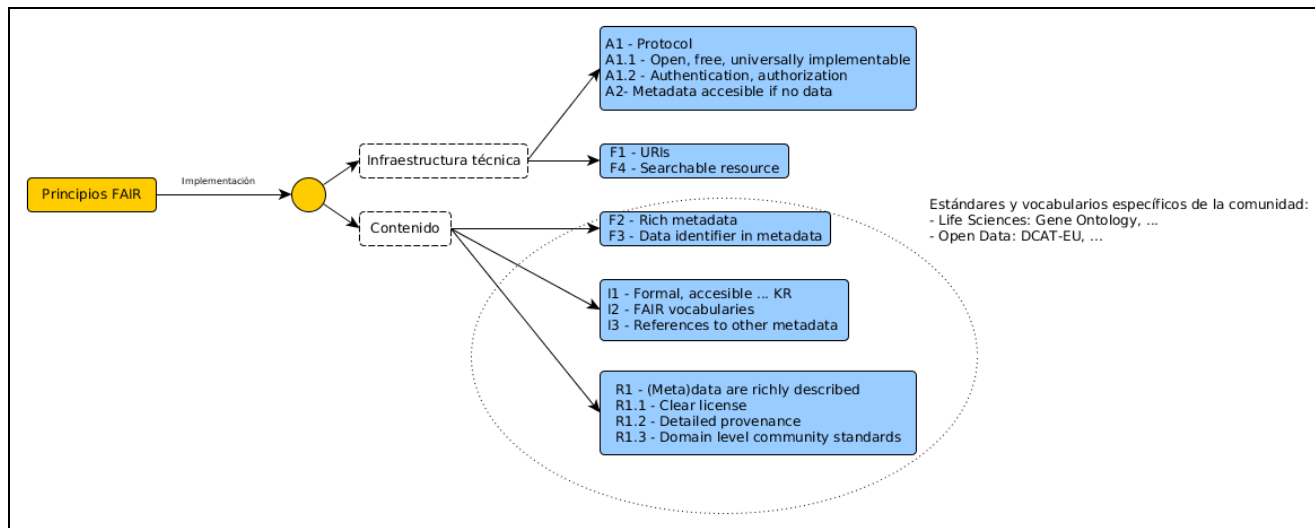 A1 - Protocol
A1.1 - Open, free, universally implementable
A1.2 - Authentication, authorization
A2- Metadata accesible if no data
Infraestructura técnica
F1 - URIs
F4 - Searchable resource
Principios FAIR
Implementación
Contenido
F2 - Rich metadata
F3 - Data identifier in metadata
Estándares y vocabularios específicos de la comunidad:
- Life Sciences: Gene Ontology, ...
- Open Data: DCAT-EU, ...
I1 - Formal, accesible ... KR
I2 - FAIR vocabularies
I3 - References to other metadata
R1 - (Meta)data are richly described
R1.1 - Clear license
R1.2 - Detailed provenance
R1.3 - Domain level community standards